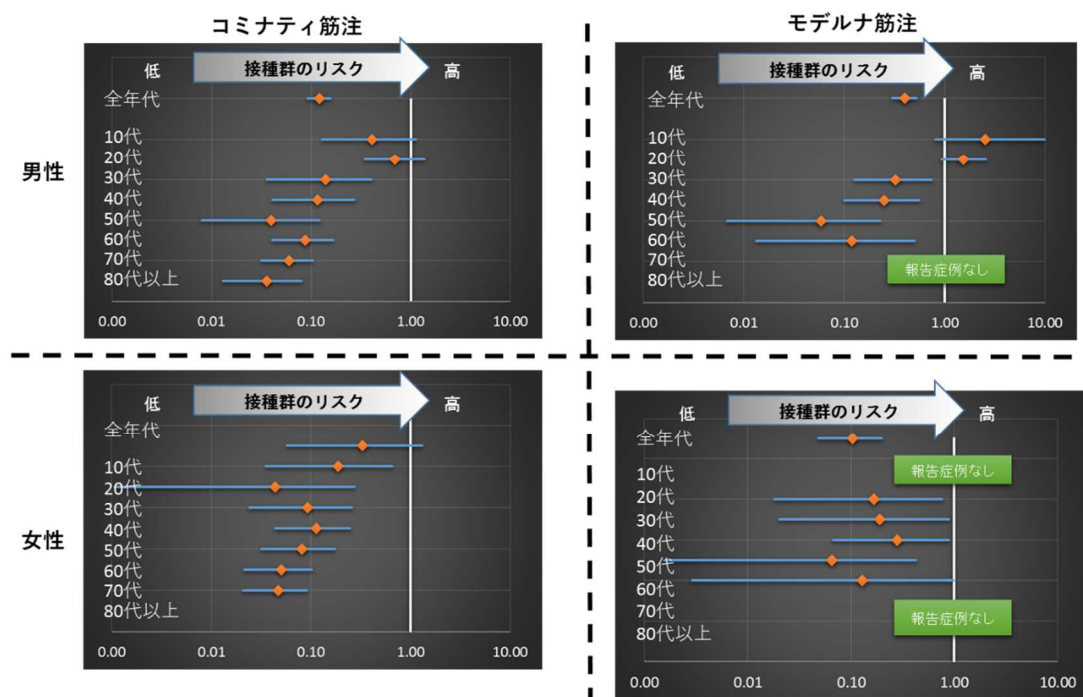 コミナティ筋注
モデルナ筋注
男性
低
接種群のリスク
高
全年代
10代
20代
30代
40代
50代
60代
70代
80代以上
0.00
0.01
0.10
1.00
10.00
低
接種群のリスク
高
全年代
10代
20代
30代
40代
50代
60代
70代
80代以上
報告症例なし
0.00
0.01
0.10
1.00
10.00
女性
低
接種群のリスク
高
全年代
10代
20代
30代
40代
50代
60代
70代
80代以上
0.00
0.01
0.10
1.00
10.00
低
接種群のリスク
高
全年代
報告症例なし
10代
20代
30代
40代
50代
60代
70代
報告症例なし
80代以上
0.00
0.01
0.10
1.00
10.00